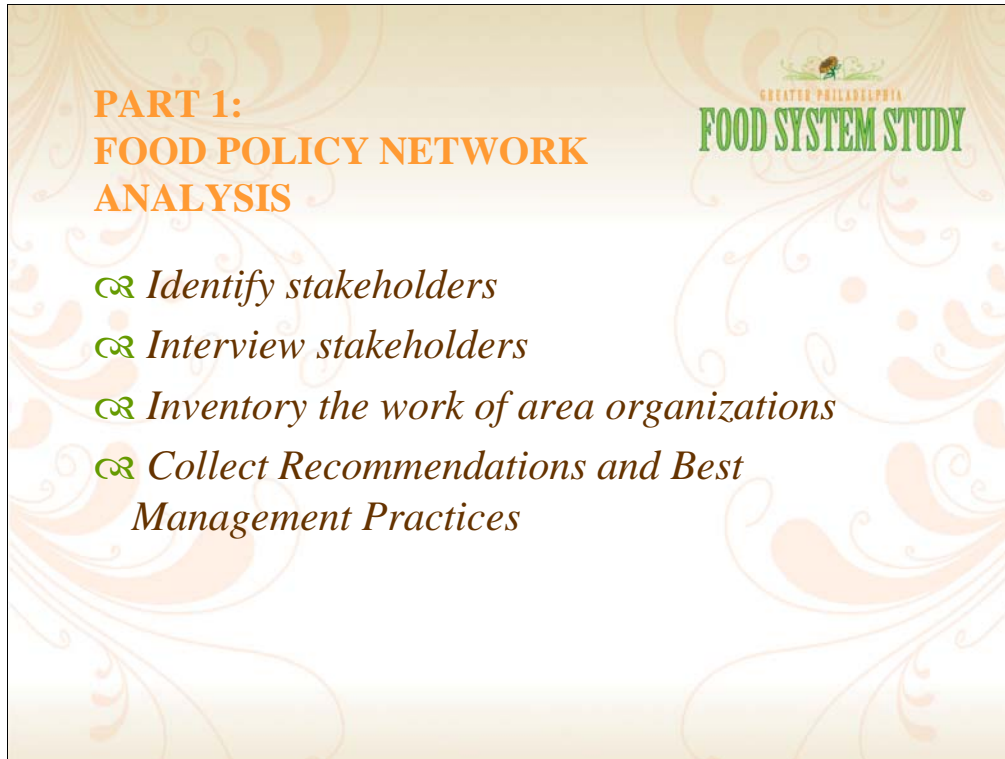 PART 1:
FOOD POLICY NETWORK
ANALYSIS
GREATER PHILADELPHIA
FOOD SYSTEM STUDY
Identify stakeholders
Interview stakeholders
Inventory the work of area organizations
Collect Recommendations and Best
Management Practices